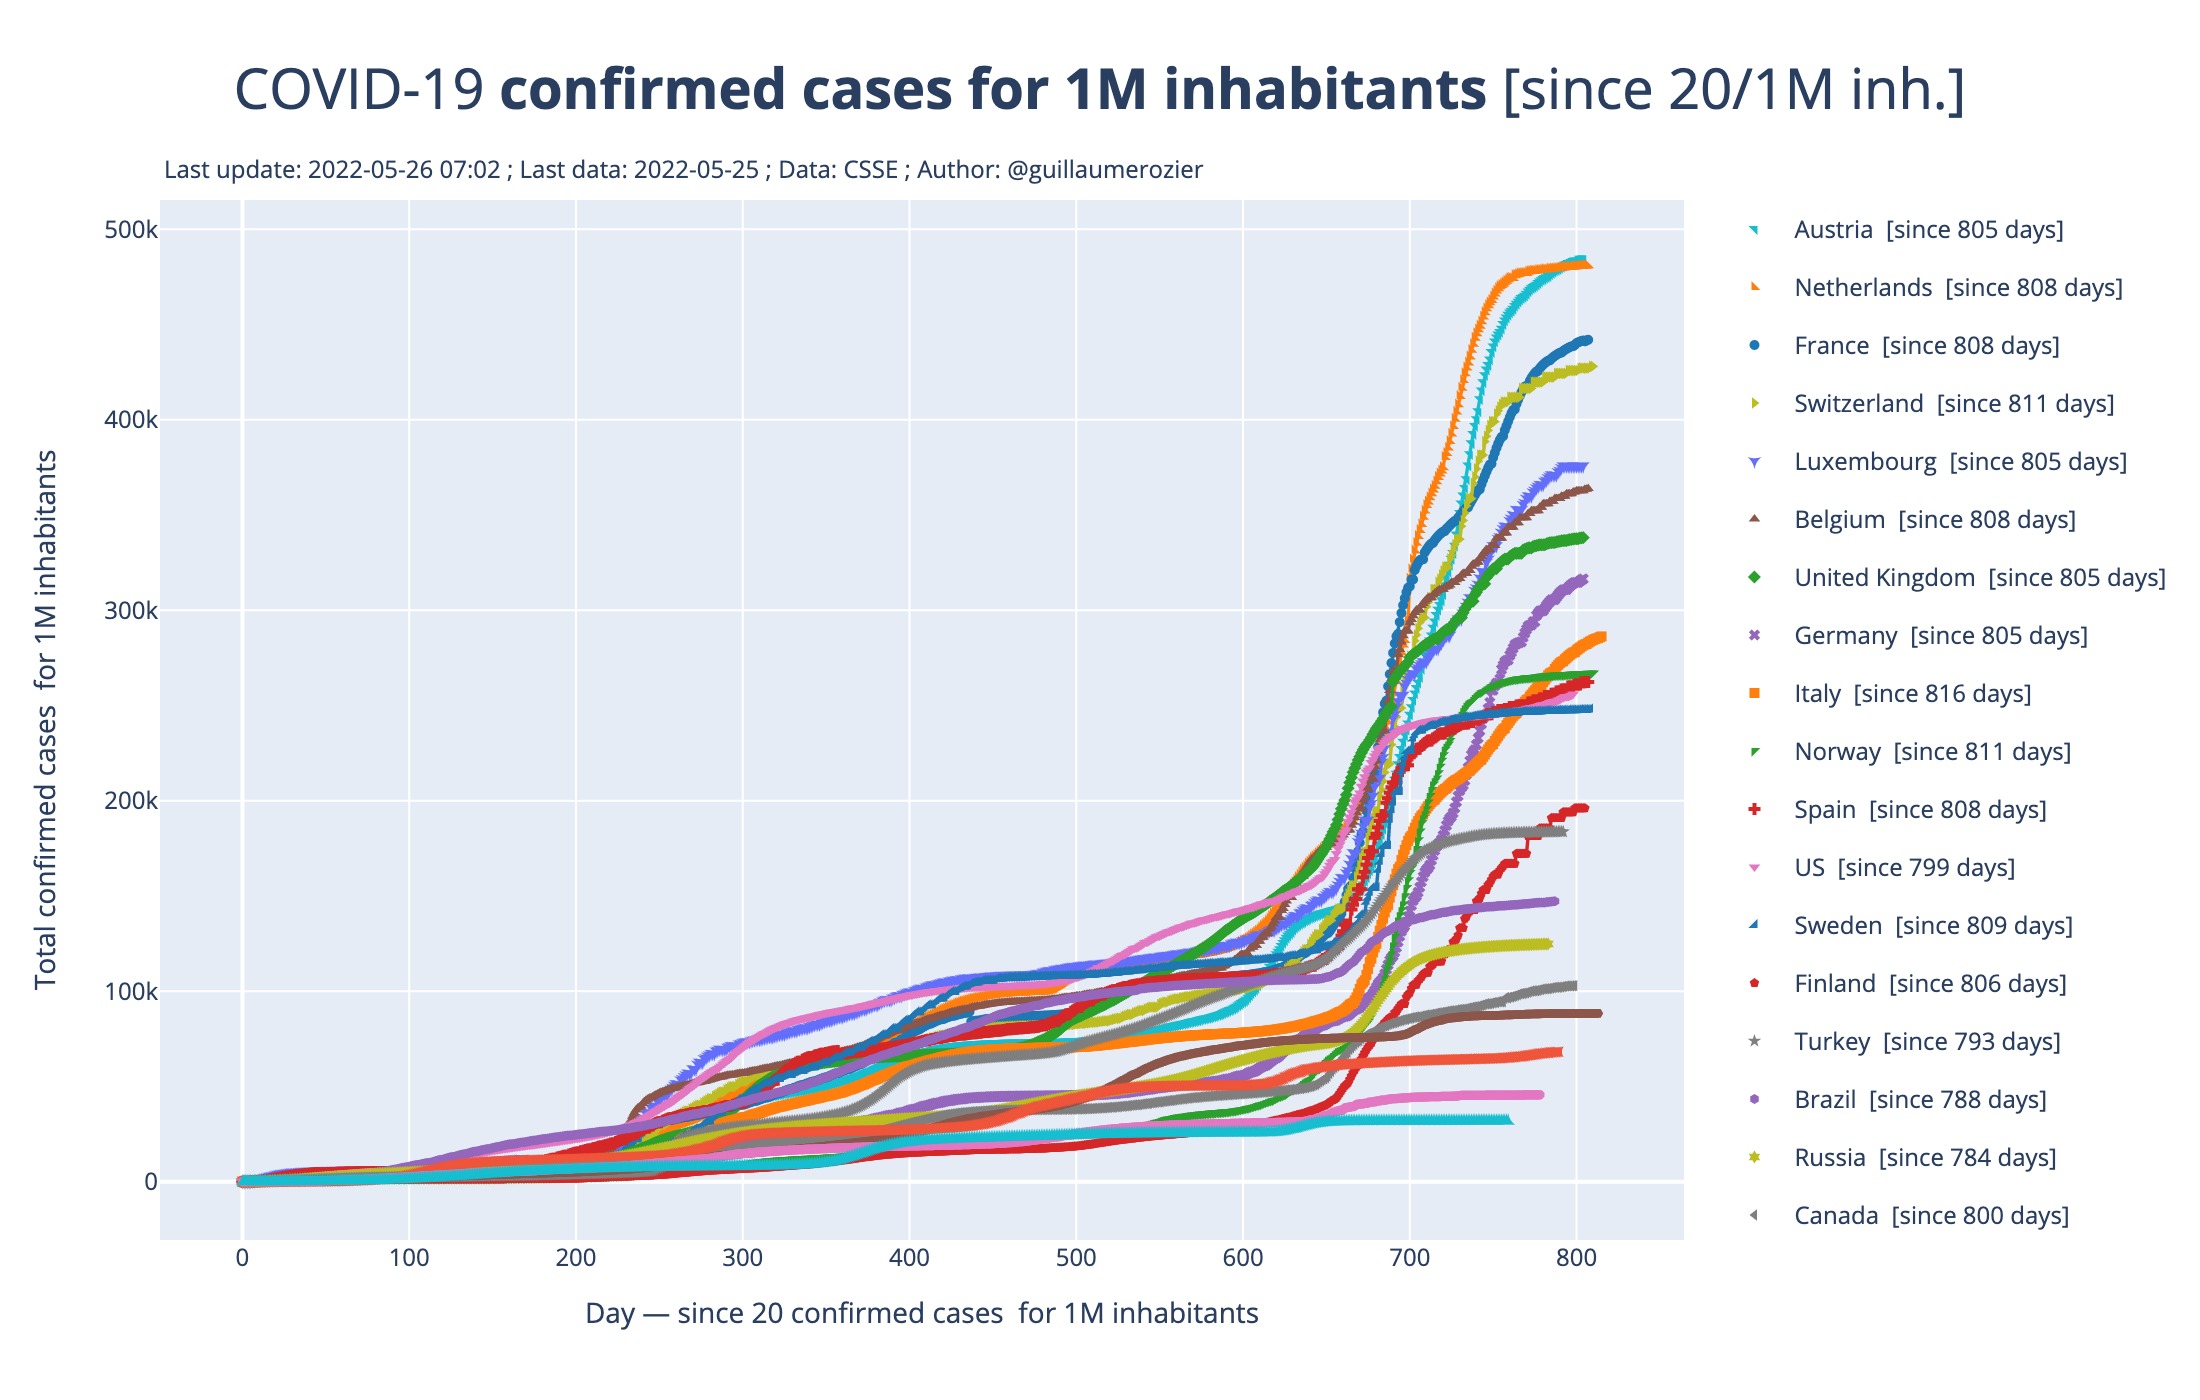 COVID-19 confirmed cases for 1M inhabitants [since 20/1M inh.]
Last update: 2022-05-26 07:02 ; Last data: 2022-05-25 ; Data: CSSE ; Author: @guillaumerozier
Total confirmed cases for 1M inhabitants
500k
400k
300k
200k
100k
0
0 100 200 300 400 500 600 700 800
Day — since 20 confirmed cases for 1M inhabitants
Austria [since 805 days]
Netherlands [since 808 days]
France [since 808 days]
Switzerland [since 811 days]
Luxembourg [since 805 days]
Belgium [since 808 days]
United Kingdom [since 805 days]
Germany [since 805 days]
Italy [since 816 days]
Norway [since 811 days]
Spain [since 808 days]
US [since 799 days]
Sweden [since 809 days]
Finland [since 806 days]
Turkey [since 793 days]
Brazil [since 788 days]
Russia [since 784 days]
Canada [since 800 days]